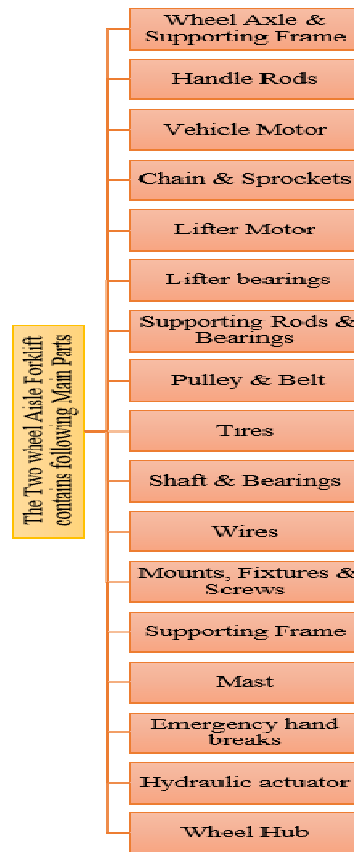 The Two wheel Aisle Forklift
contains following Main Parts
Wheel Axle &
Supporting Frame
Handle Rods
Vehicle Motor
Chain & Sprockets
Lifter Motor
Lifter bearings
Supporting Rods &
Bearings
Pulley & Belt
Tires
Shaft & Bearings
Wires
Mounts, Fixtures &
Screws
Supporting Frame
Mast
Emergency hand
breaks
Hydraulic actuator
Wheel Hub